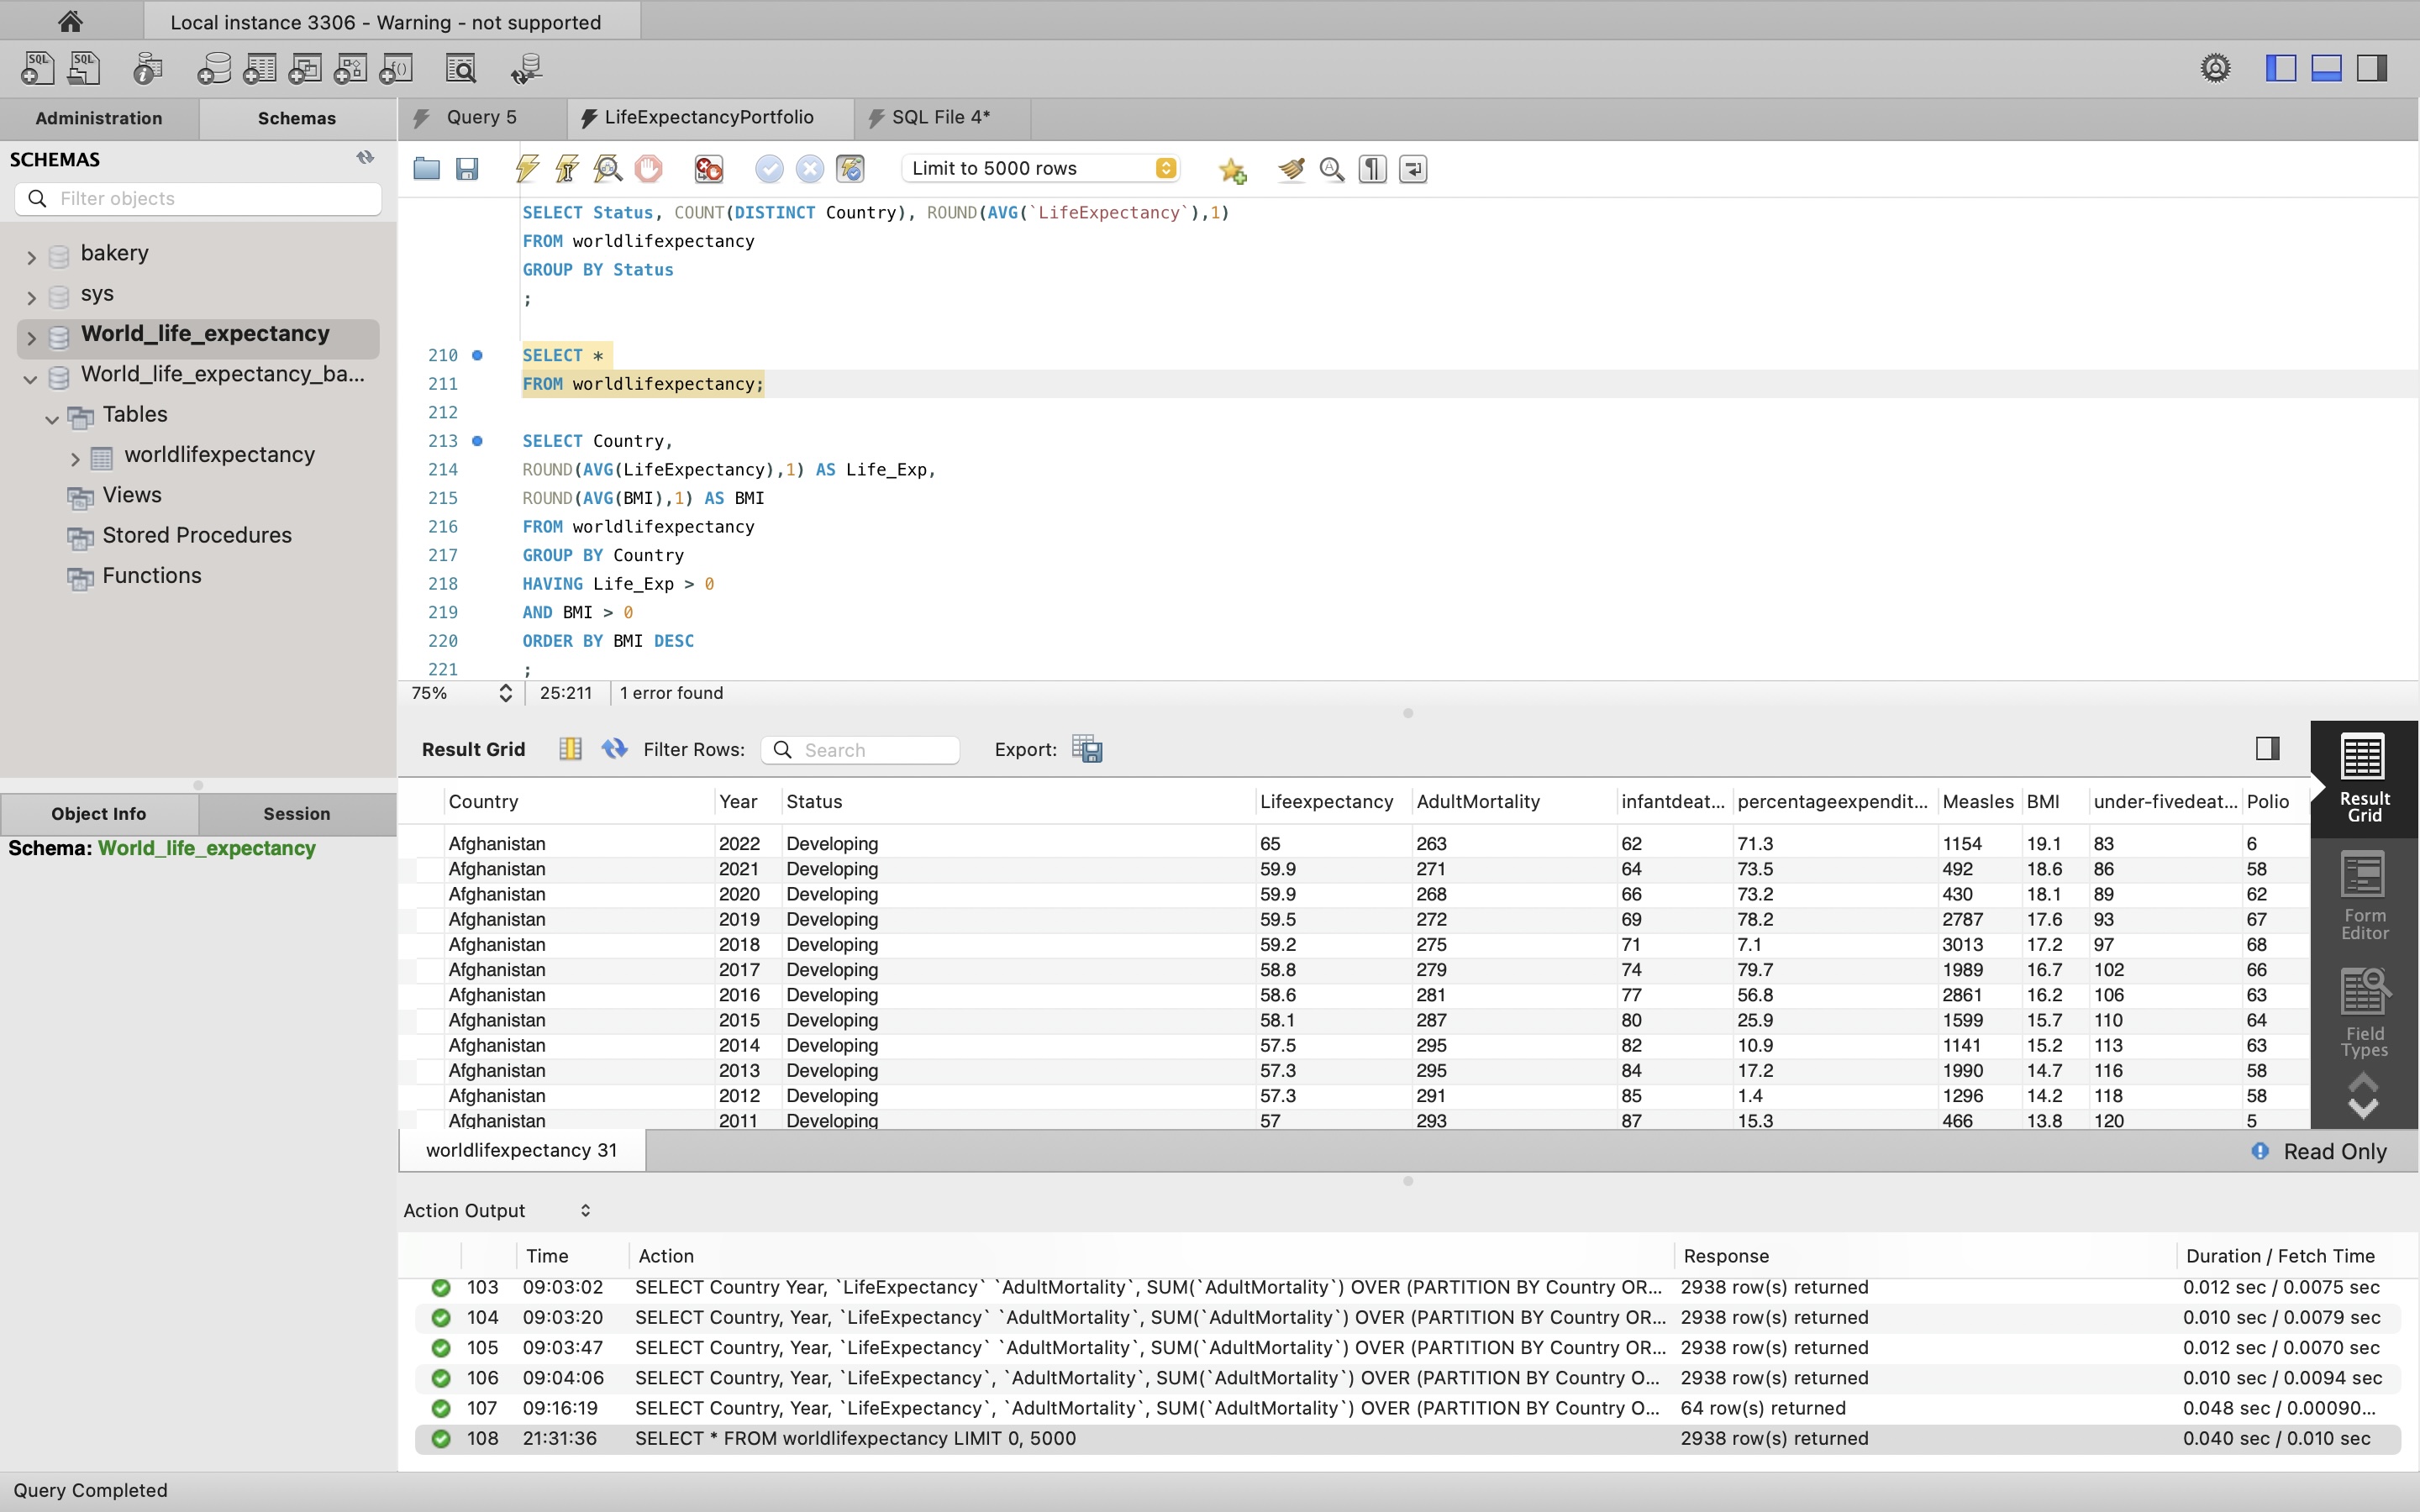 Local instance 3306 - Warning - not supported
Administration
Schemas
SCHEMAS
Filter objects
bakery
sys
World_life_expectancy
World_life_expectancy_ba...
Tables
worldlifexpectancy
Views
Stored Procedures
Functions
Object Info
Session
Schema: World_life_expectancy
Query 5
LifeExpectancyPortfolio
SQL File 4*
Limit to 5000 rows
SELECT Status, COUNT(DISTINCT Country), ROUND(AVG(`LifeExpectancy`),1)
FROM worldlifexpectancy
GROUP BY Status
;
210 SELECT *
211 FROM worldlifexpectancy;
212
213 SELECT Country,
214 ROUND(AVG(LifeExpectancy),1) AS Life_Exp,
215 ROUND(AVG(BMI),1) AS BMI
216 FROM worldlifexpectancy
217 GROUP BY Country
218 HAVING Life_Exp > 0
219 AND BMI > 0
220 ORDER BY BMI DESC
221 ;
75% 25:211 1 error found
Result Grid Filter Rows: Search Export:
Country Year Status Lifeexpectancy AdultMortality infantdeat... percentageexpendit... Measles BMI under-fivedeat... Polio
Afghanistan 2022 Developing 65 263 62 71.3 1154 19.1 83 6
Afghanistan 2021 Developing 59.9 271 64 73.5 492 18.6 86 58
Afghanistan 2020 Developing 59.9 268 66 73.2 430 18.1 89 62
Afghanistan 2019 Developing 59.5 272 69 78.2 2787 17.6 93 67
Afghanistan 2018 Developing 59.2 275 71 7.1 3013 17.2 97 68
Afghanistan 2017 Developing 58.8 279 74 79.7 1989 16.7 102 66
Afghanistan 2016 Developing 58.6 281 77 56.8 2861 16.2 106 63
Afghanistan 2015 Developing 58.1 287 80 25.9 1599 15.7 110 64
Afghanistan 2014 Developing 57.5 295 82 10.9 1141 15.2 113 63
Afghanistan 2013 Developing 57.3 295 84 17.2 1990 14.7 116 58
Afghanistan 2012 Developing 57.3 291 85 1.4 1296 14.2 118 58
Afghanistan 2011 Developing 57 293 87 15.3 466 13.8 120 5
Result
Grid
Form
Editor
Field
Types
worldlifexpectancy 31
Read Only
Action Output
Time Action Response Duration / Fetch Time
103 09:03:02 SELECT Country Year, `LifeExpectancy` `AdultMortality`, SUM(`AdultMortality`) OVER (PARTITION BY Country OR... 2938 row(s) returned 0.012 sec / 0.0075 sec
104 09:03:20 SELECT Country, Year, `LifeExpectancy` `AdultMortality`, SUM(`AdultMortality`) OVER (PARTITION BY Country OR... 2938 row(s) returned 0.010 sec / 0.0079 sec
105 09:03:47 SELECT Country, Year, `LifeExpectancy` `AdultMortality`, SUM(`AdultMortality`) OVER (PARTITION BY Country OR... 2938 row(s) returned 0.012 sec / 0.0070 sec
106 09:04:06 SELECT Country, Year, `LifeExpectancy`, `AdultMortality`, SUM(`AdultMortality`) OVER (PARTITION BY Country O... 2938 row(s) returned 0.010 sec / 0.0094 sec
107 09:16:19 SELECT Country, Year, `LifeExpectancy`, `AdultMortality`, SUM(`AdultMortality`) OVER (PARTITION BY Country O... 64 row(s) returned 0.048 sec / 0.00090...
108 21:31:36 SELECT * FROM worldlifexpectancy LIMIT 0, 5000 2938 row(s) returned 0.040 sec / 0.010 sec
Query Completed